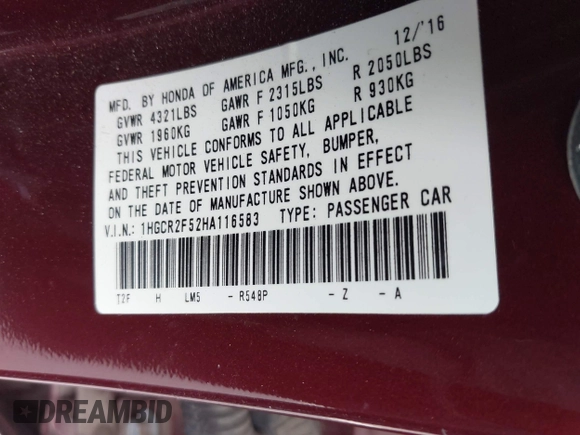 MFD. BY HONDA OF AMERICA MFG., INC. 12/'16
GVWR 4321LBS GAWR F 2315LBS R 2050LBS
GVWR 1960KG GAWR F 1050KG R 930KG
THIS VEHICLE CONFORMS TO ALL APPLICABLE
FEDERAL MOTOR VEHICLE SAFETY, BUMPER,
AND THEFT PREVENTION STANDARDS IN EFFECT
ON THE DATE OF MANUFACTURE SHOWN ABOVE.
V.I.N.: 1HGCR2F52HA116583 TYPE: PASSENGER CAR
T2F H LM5 - R548P - Z - A
DREAMBID